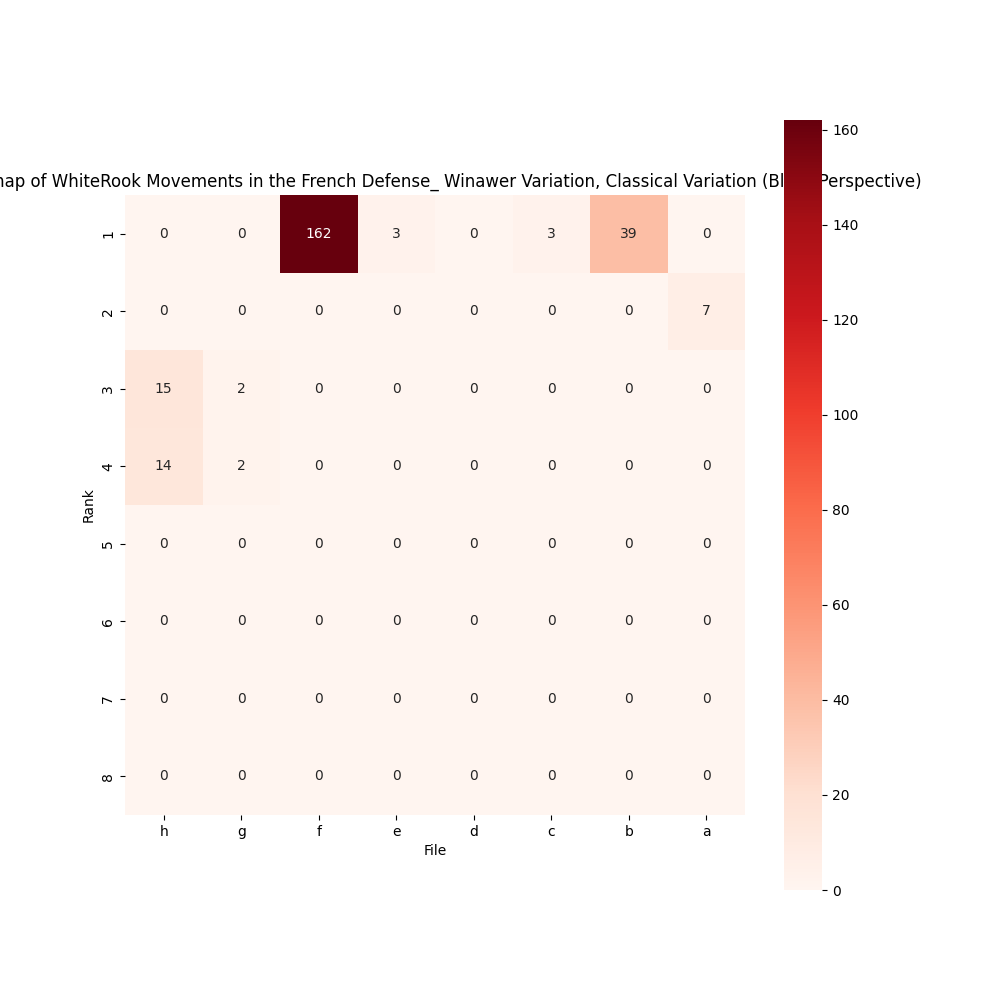 WhiteRook Movements in the French Defense_ Winawer Variation, Classical Variation Perspective)
160
140
120
100
80
60
40
20
0
1 0 0 162 3 0 3 39 0
2 0 0 0 0 0 0 0 7
3 15 2 0 0 0 0 0 0
4 14 2 0 0 0 0 0 0
Rank
5 0 0 0 0 0 0 0 0
6 0 0 0 0 0 0 0 0
7 0 0 0 0 0 0 0 0
8 0 0 0 0 0 0 0 0
h g f e d c b a
File